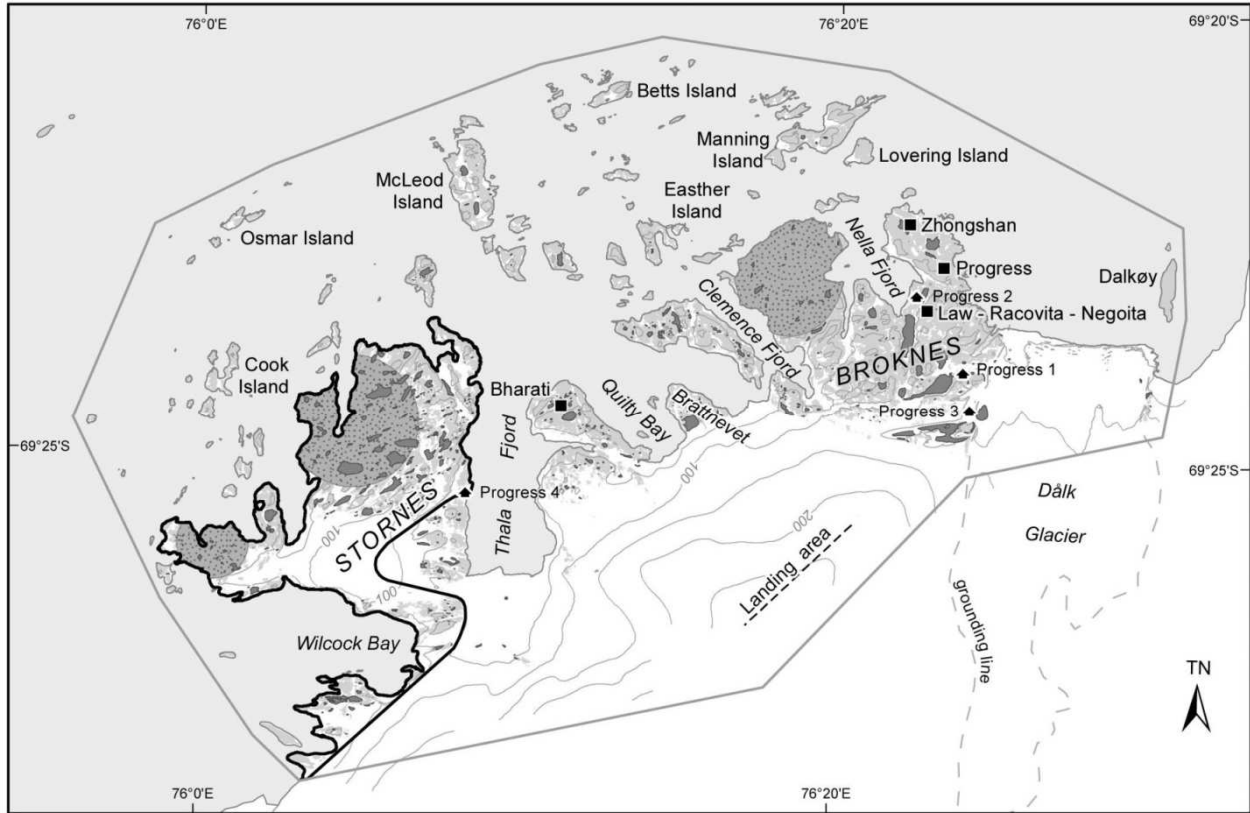 76°0'E
76°20'E
69°20'S
Betts Island
Manning
Island
Lovering Island
McLeod
Island
Easther
Island
Osmar Island
Nella Fjord
Zhongshan
Progress
Dalkøy
Progress 2
Law - Racovita - Negoita
Clemence Fjord
BROKNES
Cook
Island
Progress 1
Bharati
Quilty Bay
Brattnevet
Progress 3
69°25'S
69°25'S
100
Fjord
Progress 4
Thala
STORNES
100
200
Landing area
Dålk
Glacier
100
grounding line
Wilcock Bay
TN
76°0'E
76°20'E